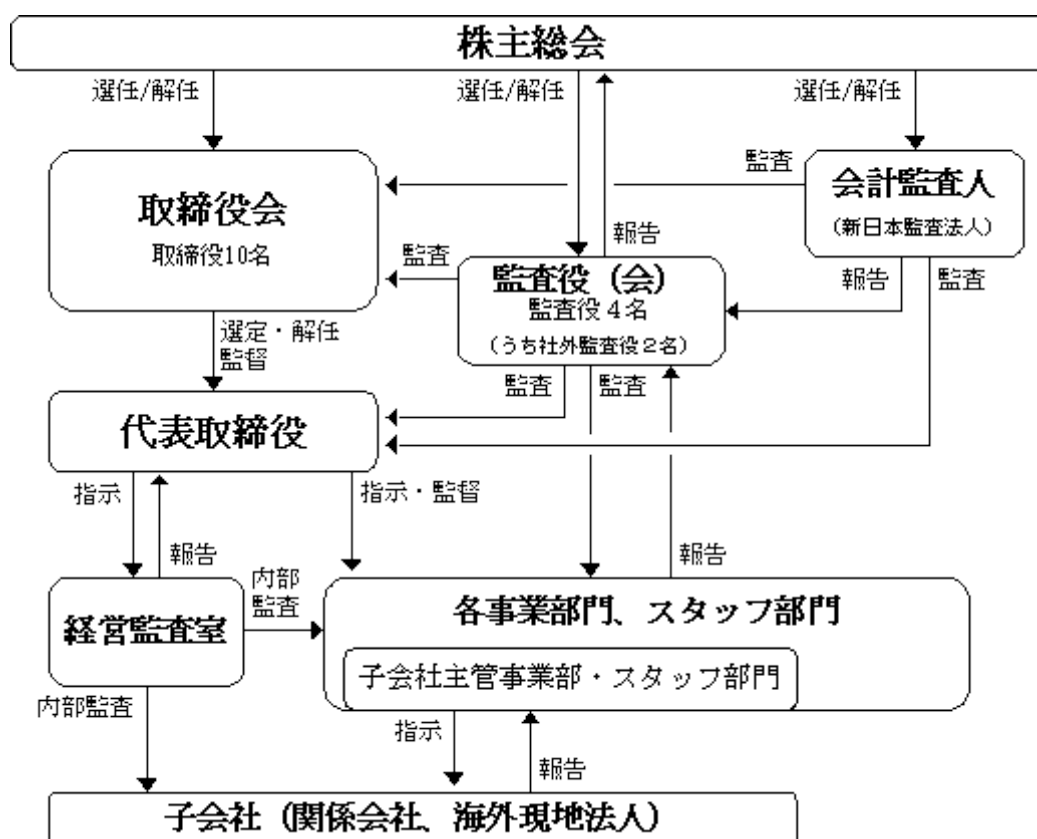 株主総会
選任/解任
選任/解任
選任/解任
監査
会計監査人
(新日本監査法人)
取締役会
取締役10名
報告
監査
監査役（会）
監査役４名
(うち社外監査役２名)
報告
監査
選定・解任
監督
監査
監査
代表取締役
指示
指示・監督
報告
内部
監査
報告
経営監査室
各事業部門、スタッフ部門
子会社主管事業部・スタッフ部門
内部監査
指示
報告
子会社（関係会社、海外現地法人）